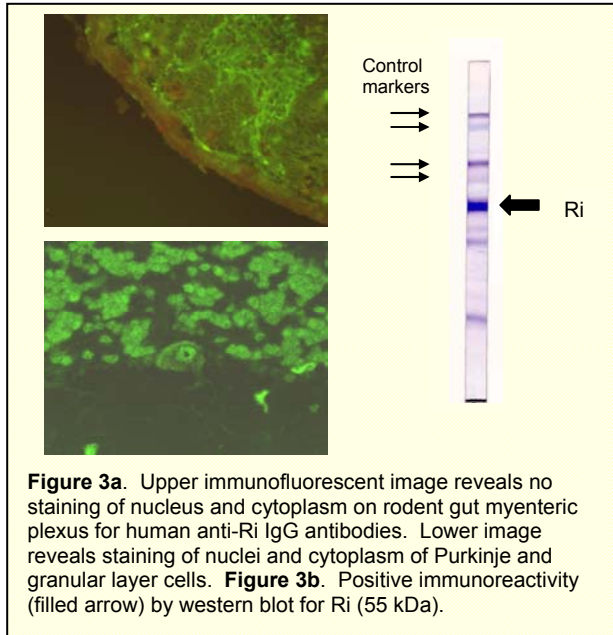 Control
markers
Ri
Figure 3a. Upper immunofluorescent image reveals no
staining of nucleus and cytoplasm on rodent gut myenteric
plexus for human anti-Ri IgG antibodies. Lower image
reveals staining of nuclei and cytoplasm of Purkinje and
granular layer cells. Figure 3b. Positive immunoreactivity
(filled arrow) by western blot for Ri (55 kDa).